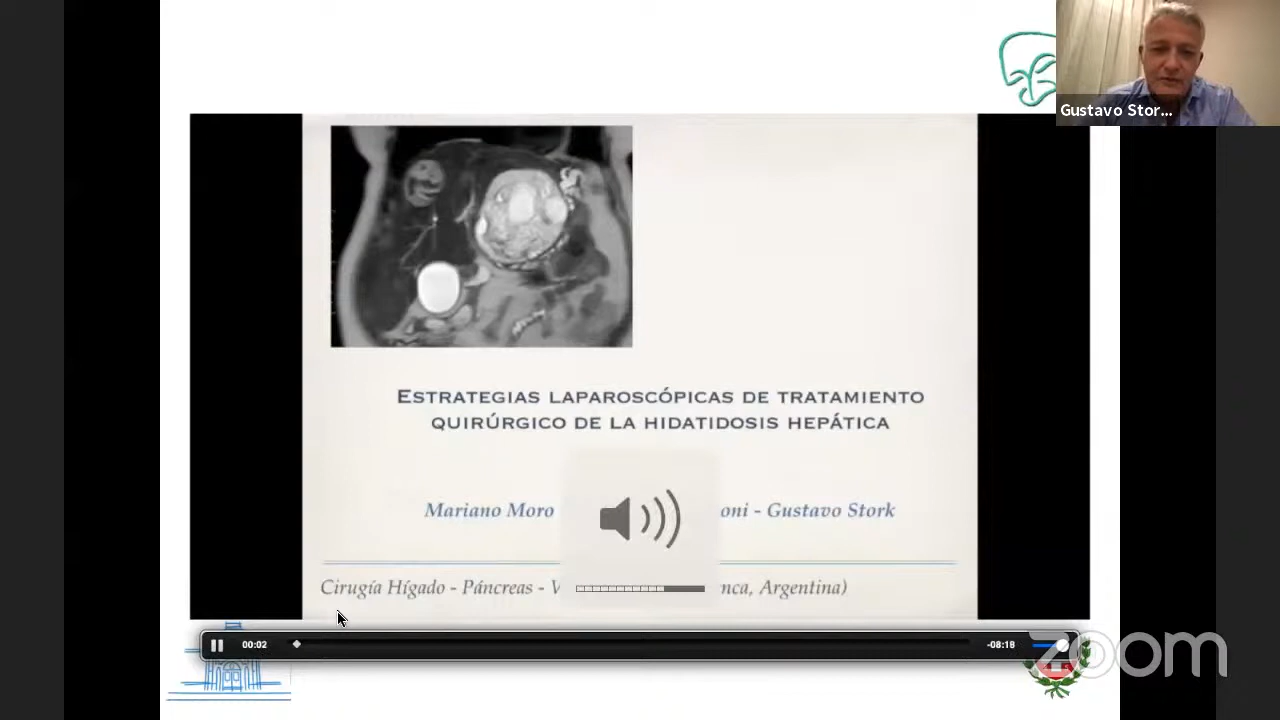 Gustavo Stor...
ESTRATEGIAS LAPAROSCÓPICAS DE TRATAMIENTO
QUIRÚRGICO DE LA HIDATIDOSIS HEPÁTICA
Mariano Moro oni - Gustavo Stork
Cirugía Hígado - Páncreas - V nca, Argentina)
00:02 -08:18
zoom